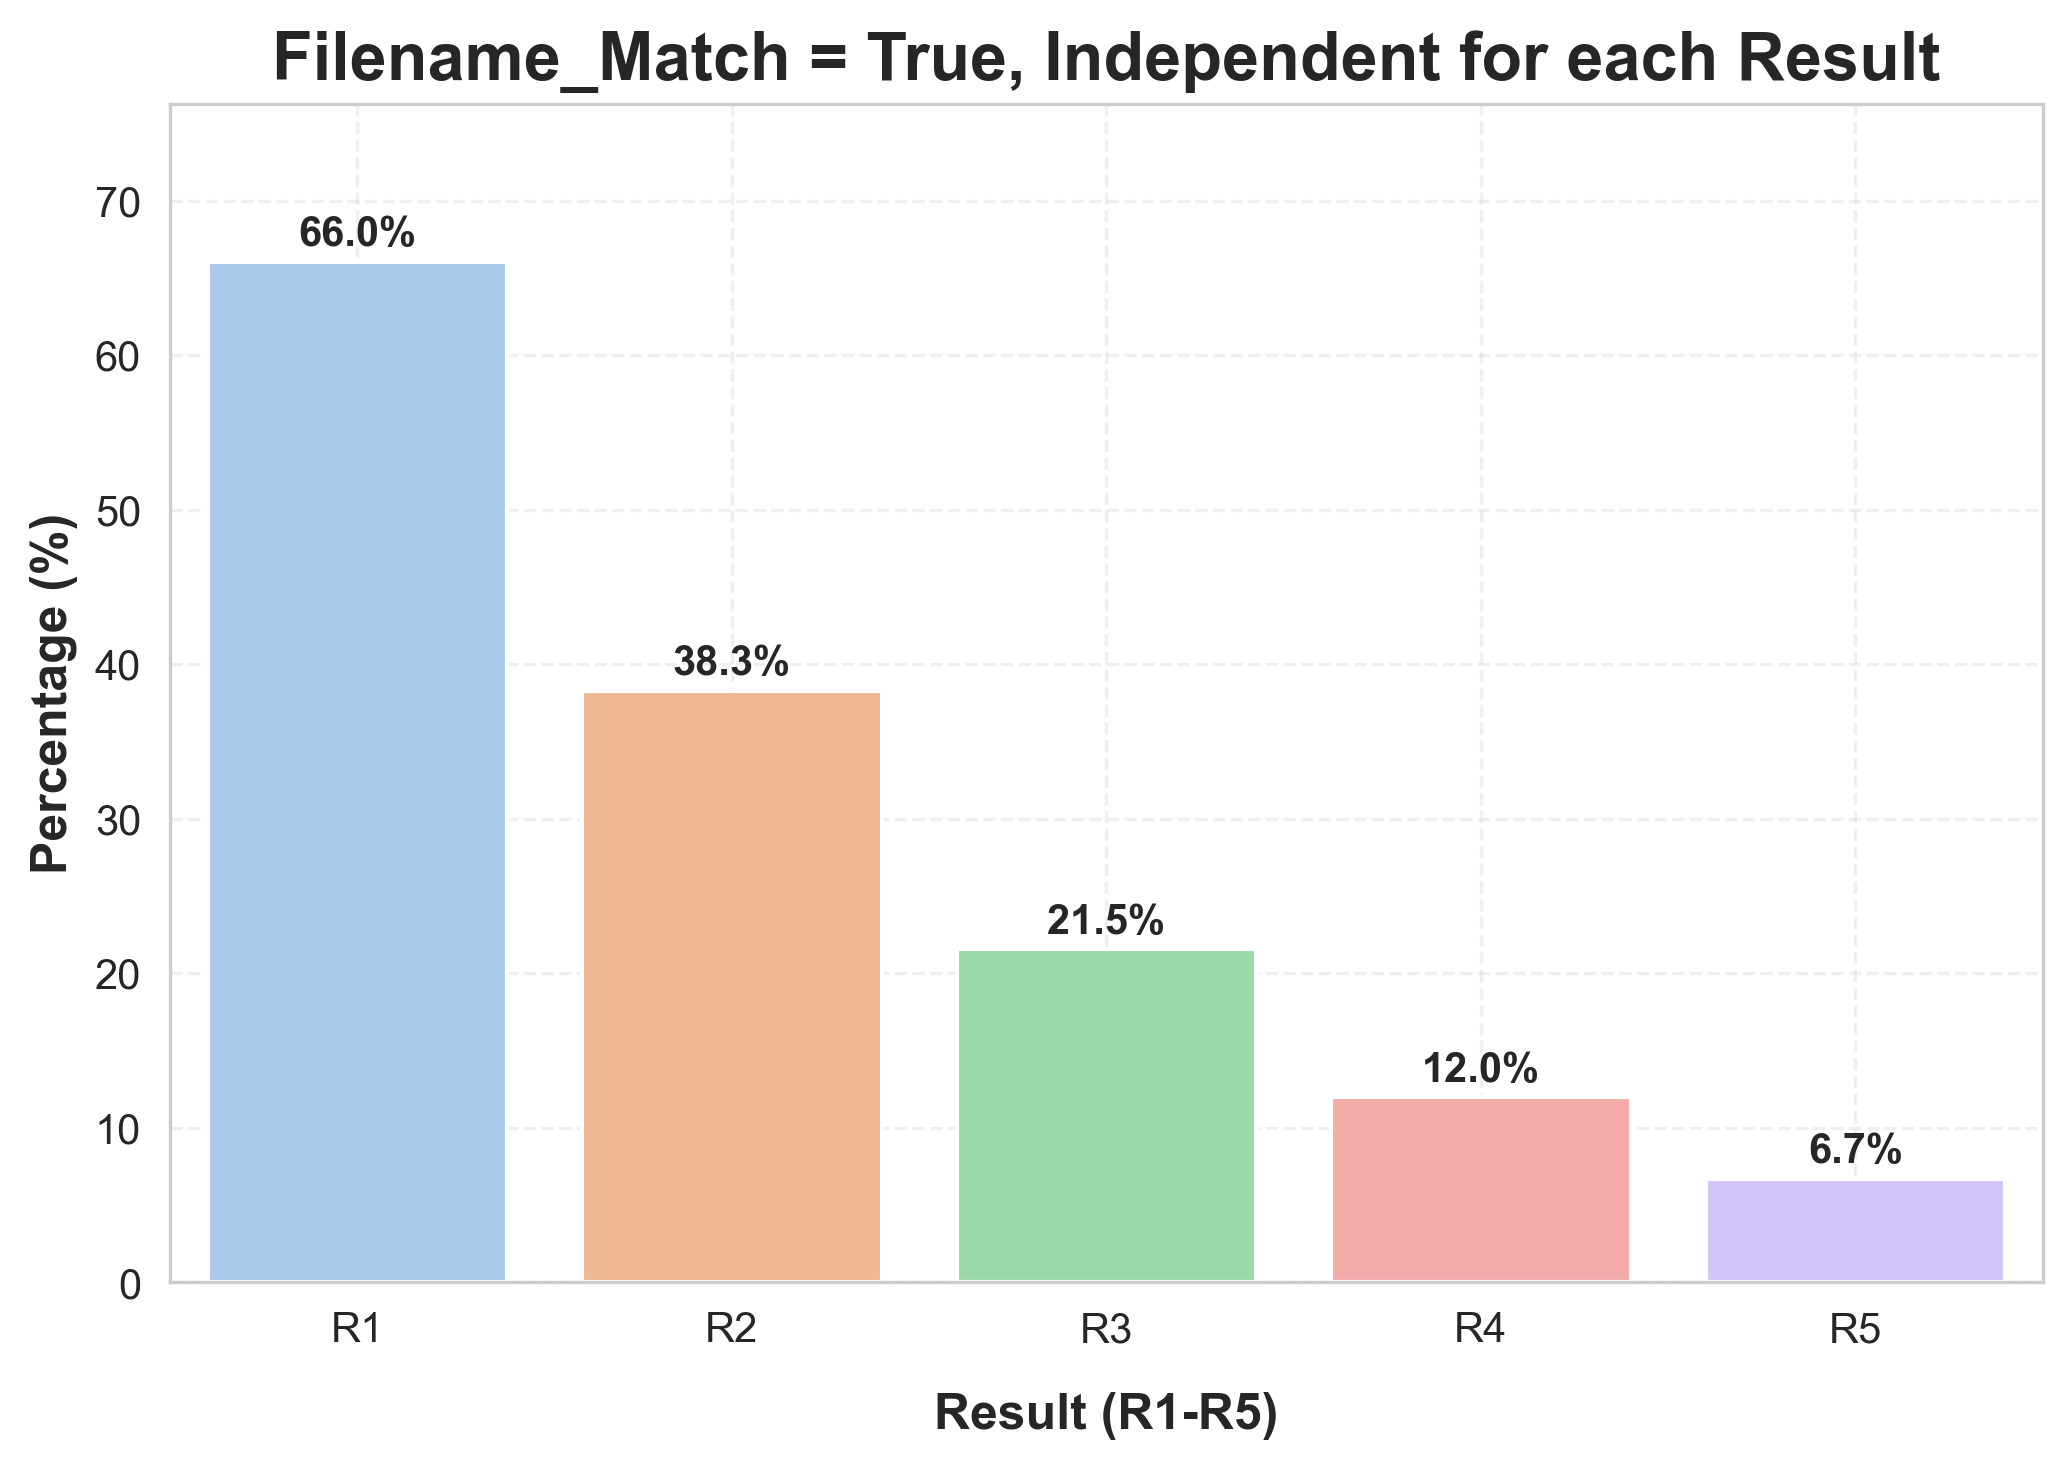 Filename_Match = True, Independent for each Result
Percentage (%)
70
60
50
40
30
20
10
0
66.0%
38.3%
21.5%
12.0%
6.7%
R1
R2
R3
R4
R5
Result (R1-R5)